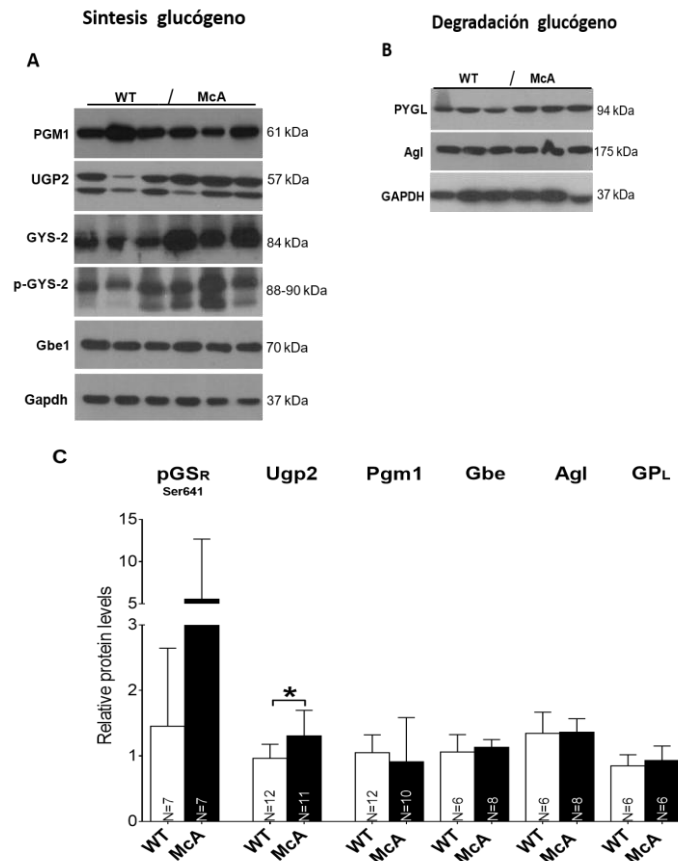 Sintesis glucógeno
Degradación glucógeno
A
WT / McA
PGM1 61 kDa
UGP2 57 kDa
GYS-2 84 kDa
p-GYS-2 88-90 kDa
Gbe1 70 kDa
Gapdh 37 kDa
B
WT / McA
PYGL 94 kDa
Agl 175 kDa
GAPDH 37 kDa
C
pGSR Ugp2 Pgm1 Gbe Agl GPL
Ser641
Relative protein levels
15
10
5
3
2
1
0
*
N=7 N=7 N=12 N=11 N=12 N=10 N=6 N=8 N=6 N=8 N=6 N=6
WT McA WT McA WT McA WT McA WT McA WT McA